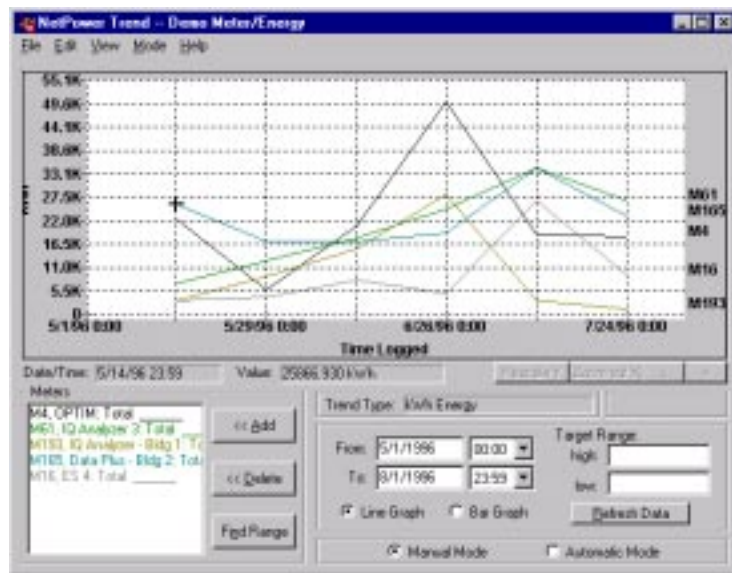 NetPower Trend -- Demo Meter/Energy
File Edit View Mode Help
55.1K
49.6K
44.1K
38.6K
33.1K
27.5K
22.0K
16.5K
11.0K
5.5K
0
M61
M165
M4
M16
M193
5/1/96 0:00 5/29/96 0:00 6/26/96 0:00 7/24/96 0:00
Time Logged
Date/Time: 5/14/96 23:59 Value: 25866.930 kWh
Meters
M4, OPTIM: Total
M61, IQ Analyzer 3: Total
M193, IQ Analyzer - Bldg 1: To
M165, Data Plus - Bldg 2: Tota
M16, ES 4: Total
<< Add
<< Delete
Find Range
Trend Type: kWh Energy
From: 5/1/1996 00:00
To: 8/1/1996 23:59
Target Range:
high:
low:
Line Graph Bar Graph Refresh Data
Manual Mode Automatic Mode